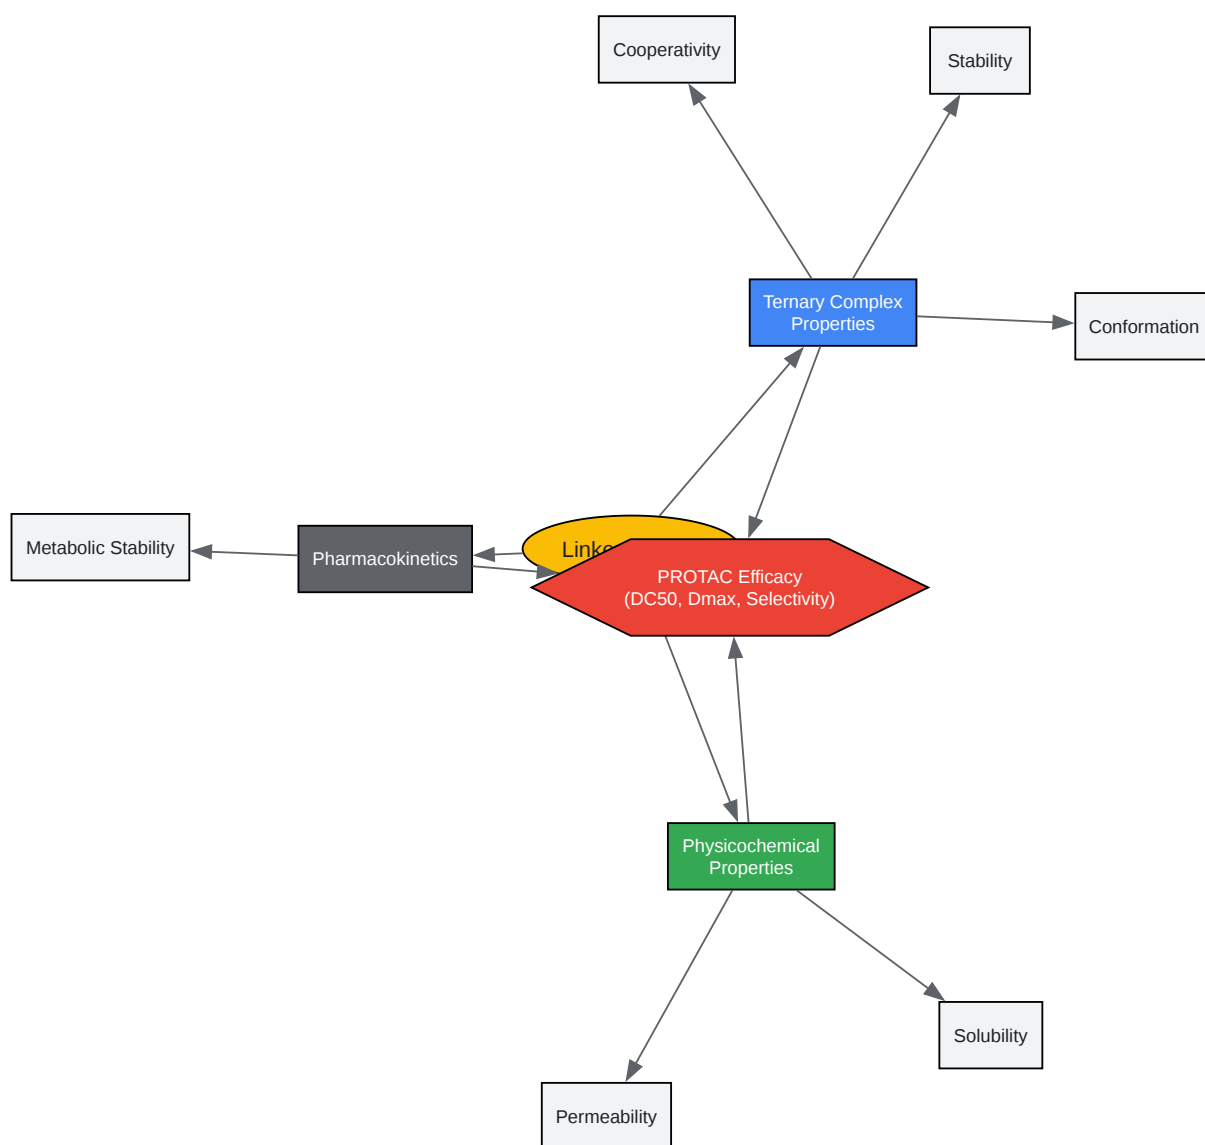 Cooperativity
Stability
Ternary Complex
Properties
Conformation
Metabolic Stability
Pharmacokinetics
PROTAC Efficacy
(DC50, Dmax, Selectivity)
Physicochemical
Properties
Solubility
Permeability